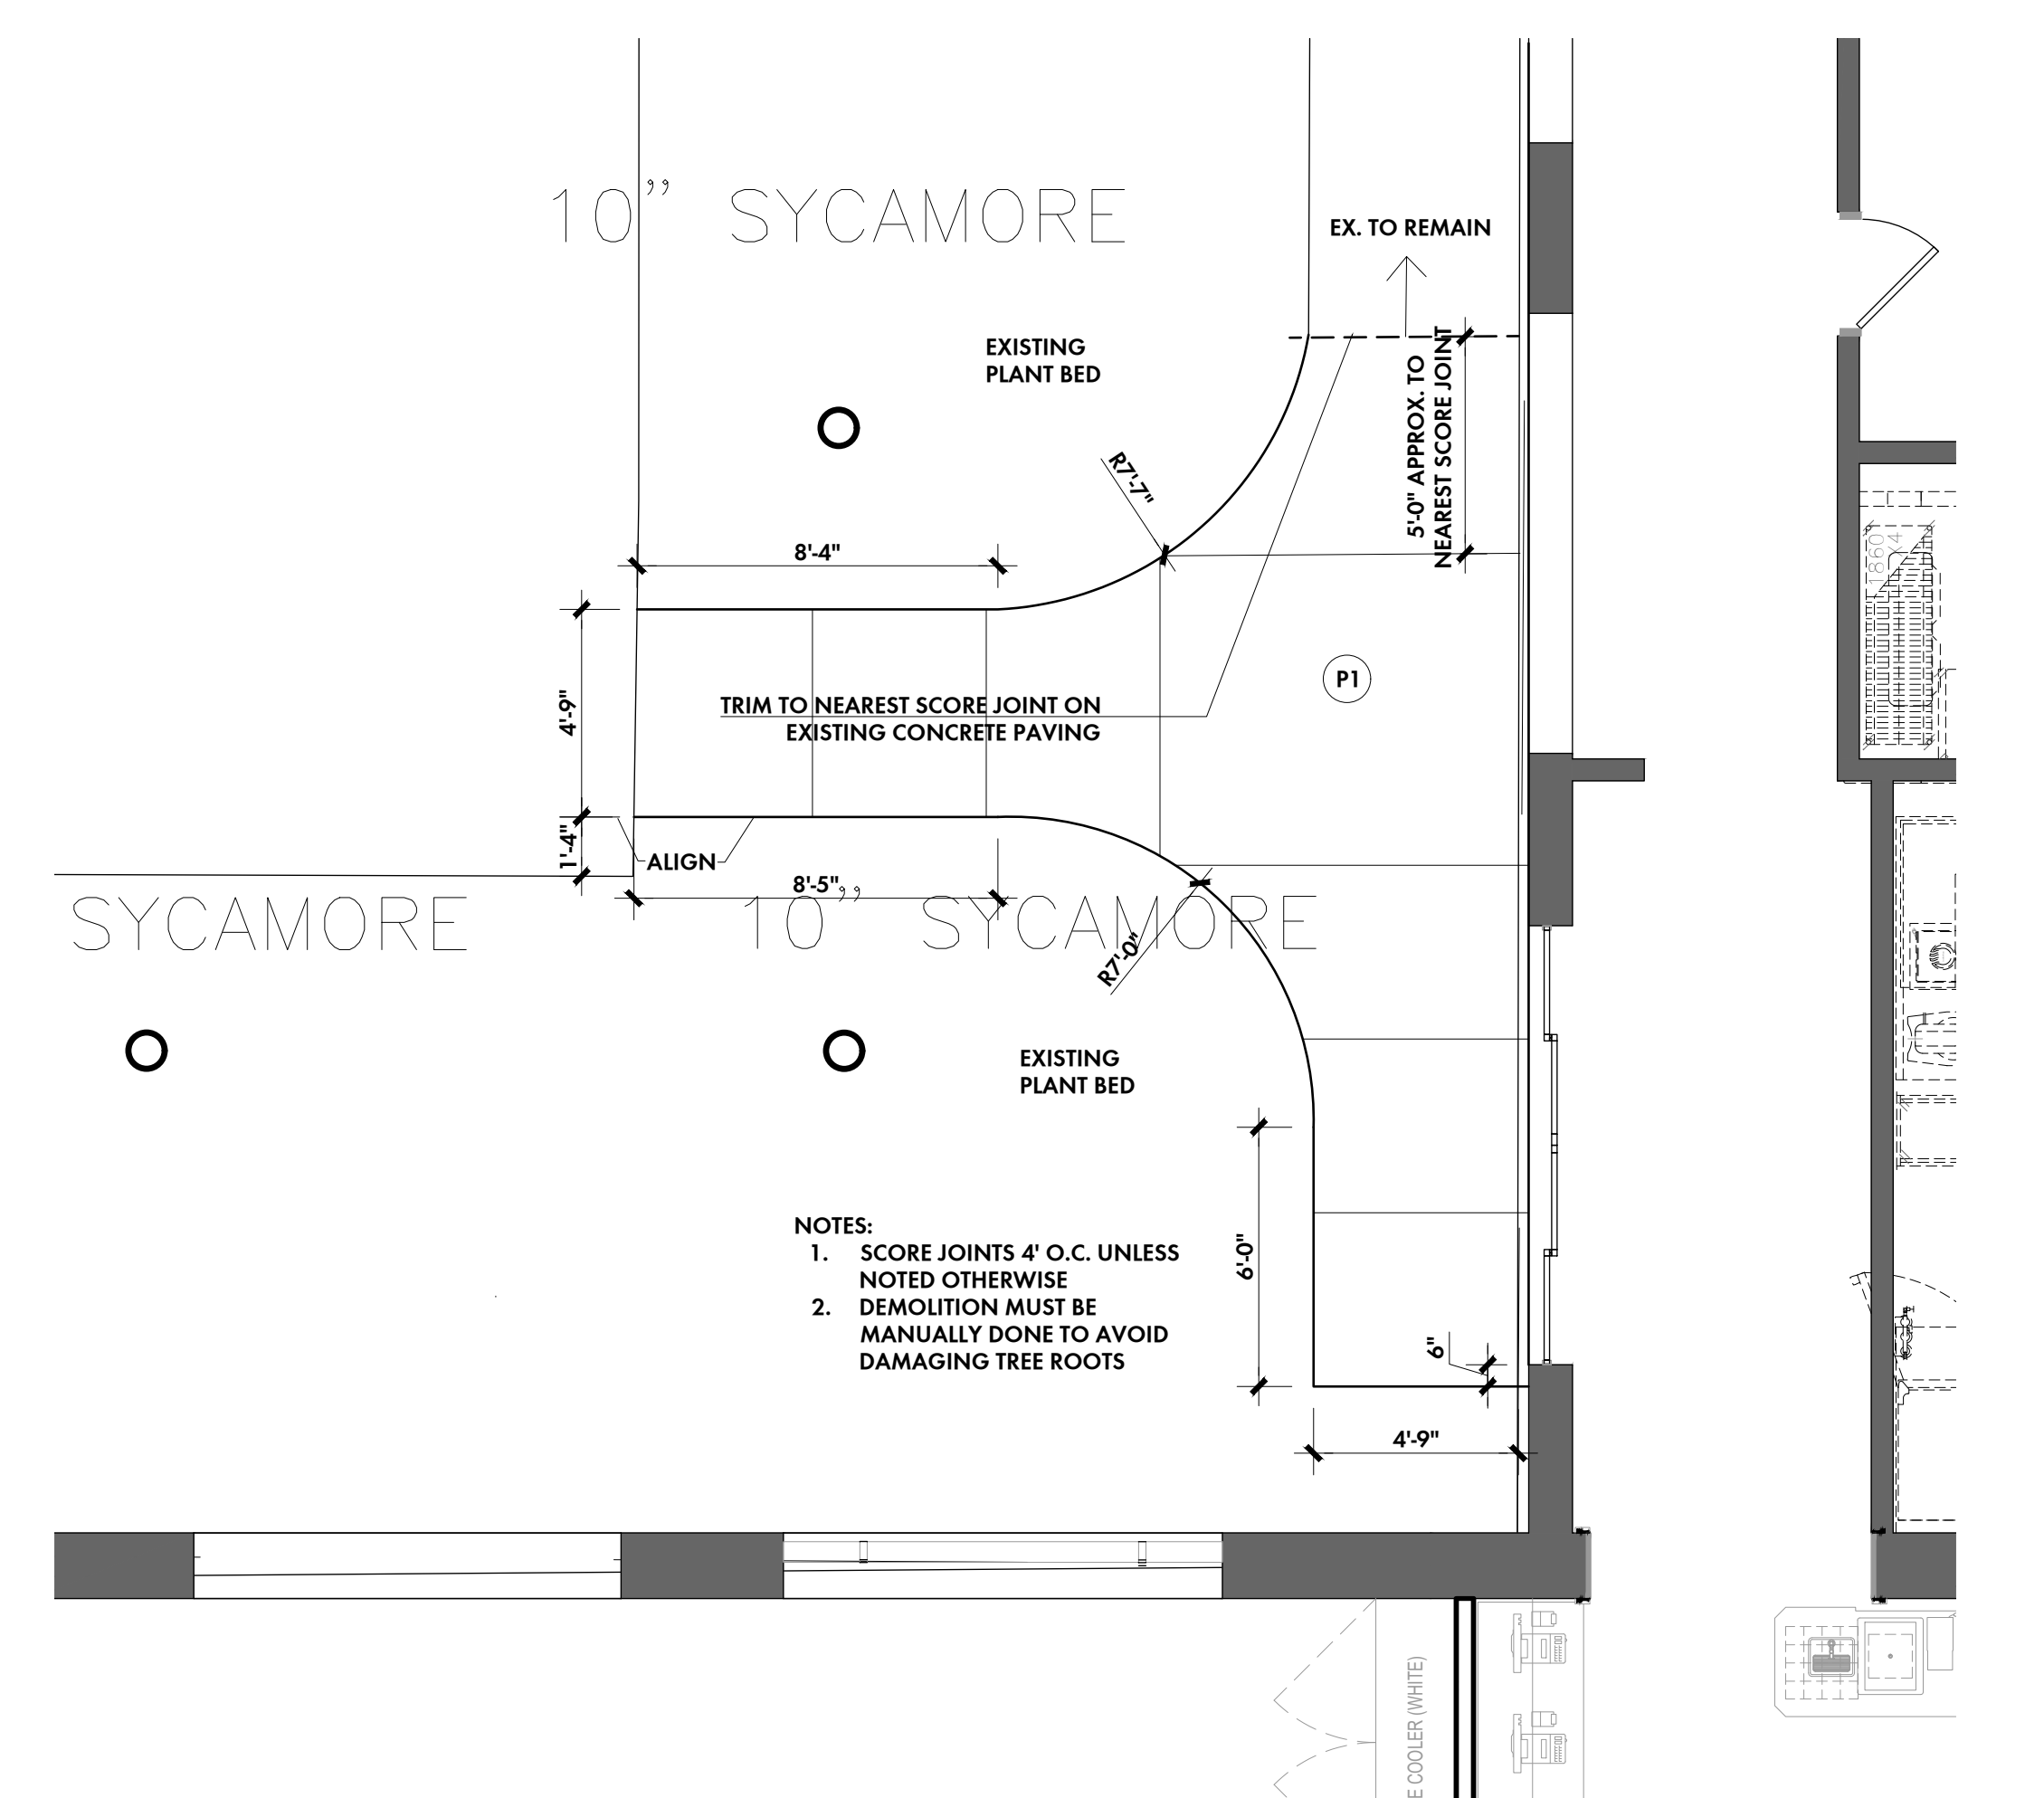 10’’ SYCAMORE
EX. TO REMAIN
EXISTING
PLANT BED
5'-0" APPROX. TO
NEAREST SCORE JOINT
R7'-7"
1860
X4
8'-4"
4'-9"
P1
TRIM TO NEAREST SCORE JOINT ON
EXISTING CONCRETE PAVING
1'-4"
ALIGN
8'-5"
SYCAMORE
10’’ SYCAMORE
R7'-0"
EXISTING
PLANT BED
NOTES:
1. SCORE JOINTS 4' O.C. UNLESS
NOTED OTHERWISE
2. DEMOLITION MUST BE
MANUALLY DONE TO AVOID
DAMAGING TREE ROOTS
6'-0"
6"
4'-9"
E COOLER (WHITE)